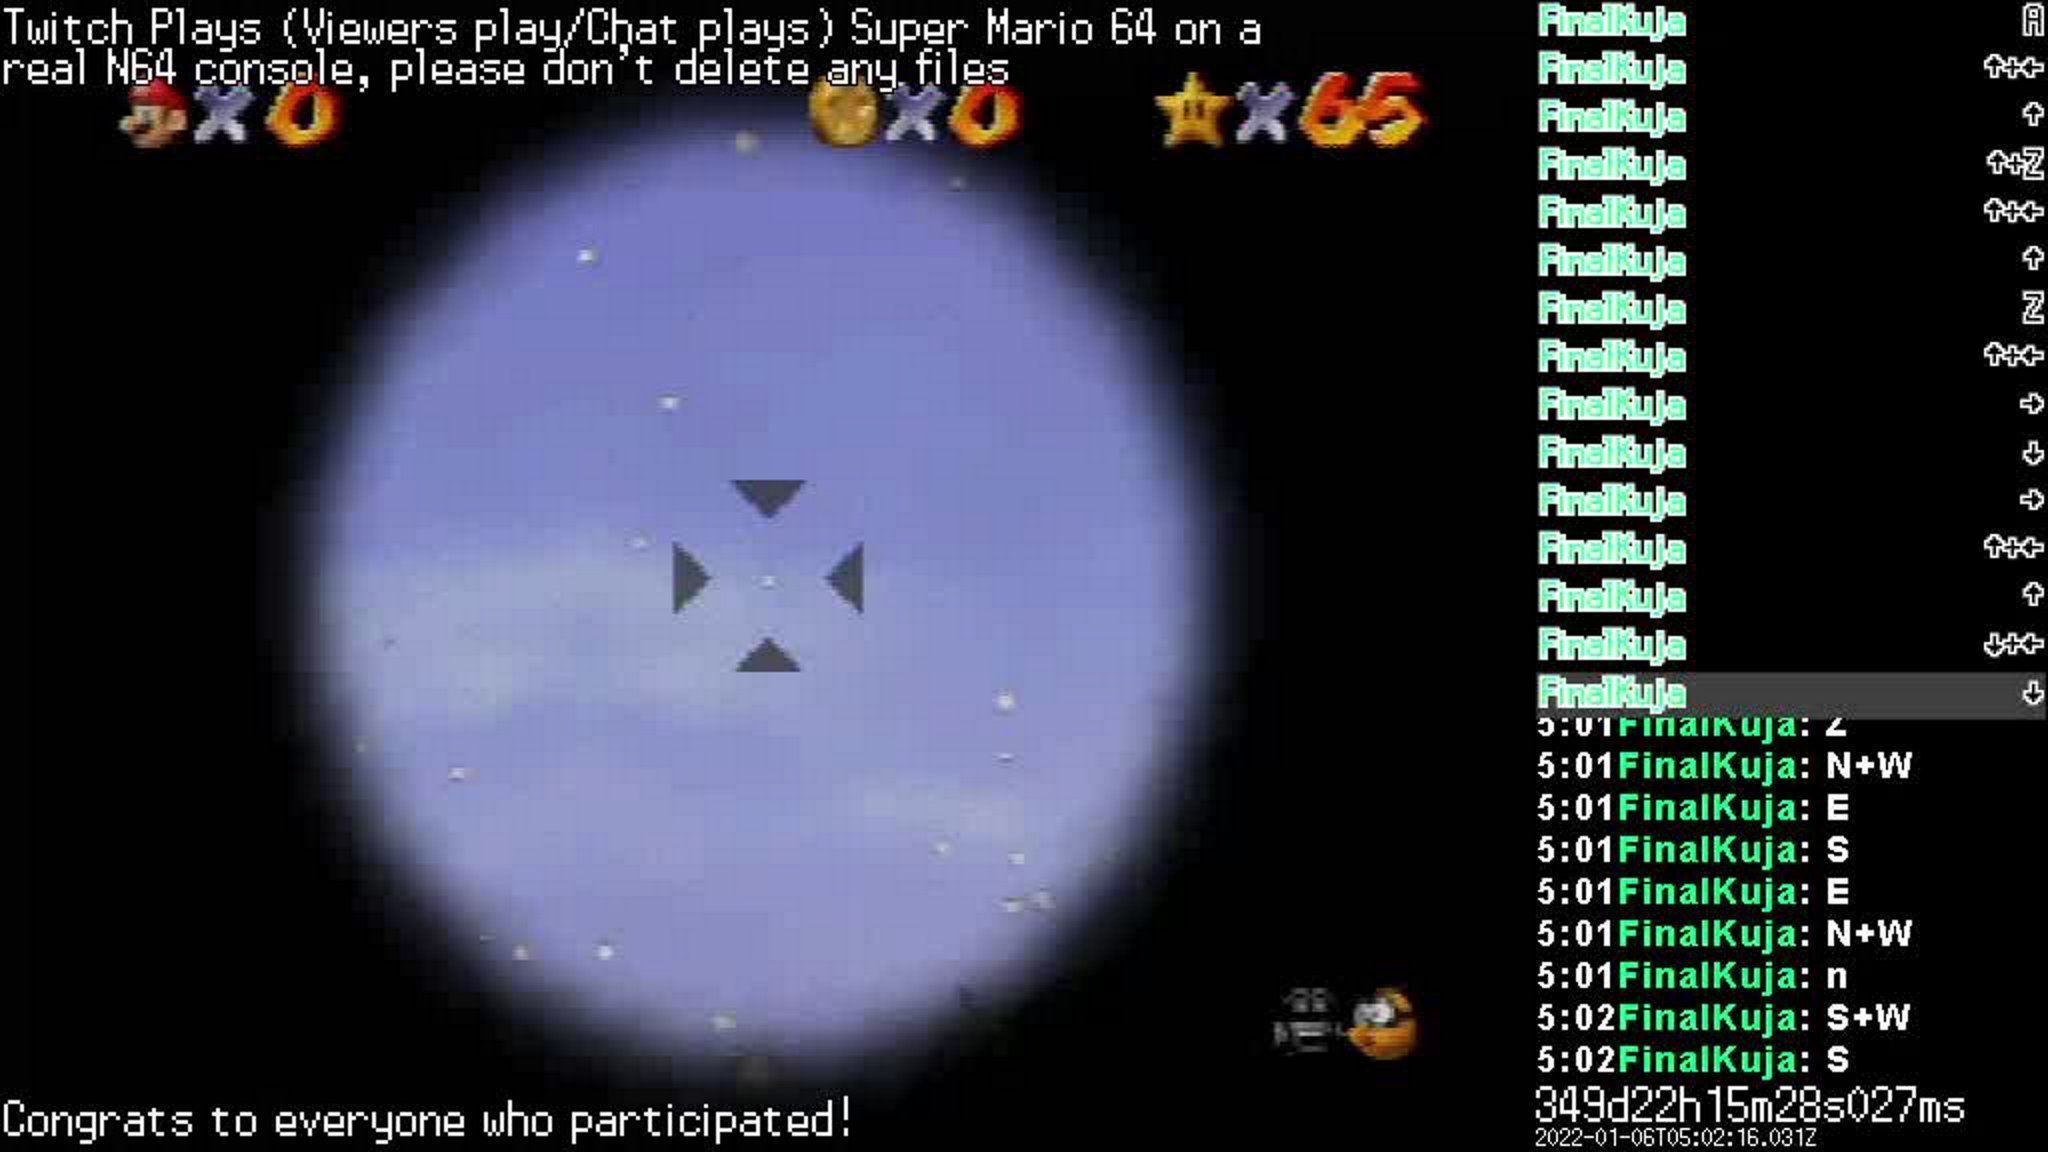 Twitch Plays (Viewers play/Chat plays) Super Mario 64 on a
real N64 console, please don't delete any files
x 0 x 0 x 65
FinalKuja A
FinalKuja ↑+←
FinalKuja ↑
FinalKuja ↑+Z
FinalKuja ↑+←
FinalKuja ↑
FinalKuja Z
FinalKuja ↑+←
FinalKuja →
FinalKuja ↓
FinalKuja →
FinalKuja ↑+←
FinalKuja ↑
FinalKuja ↓+←
FinalKuja ↓
5:01FinalKuja: Z
5:01FinalKuja: N+W
5:01FinalKuja: E
5:01FinalKuja: S
5:01FinalKuja: E
5:01FinalKuja: N+W
5:01FinalKuja: n
5:02FinalKuja: S+W
5:02FinalKuja: S
349d22h15m28s027ms
2022-01-06T05:02:16.031Z
Congrats to everyone who participated!